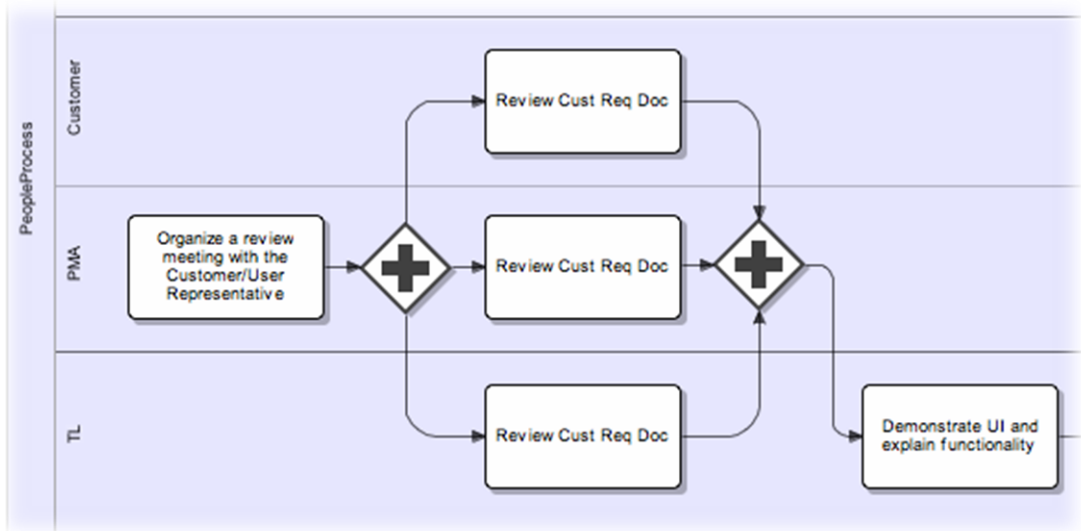 PeopleProcess
Customer
Review Cust Req Doc
PMA
Organize a review
meeting with the
Customer/User
Representative
Review Cust Req Doc
TL
Review Cust Req Doc
Demonstrate UI and
explain functionality